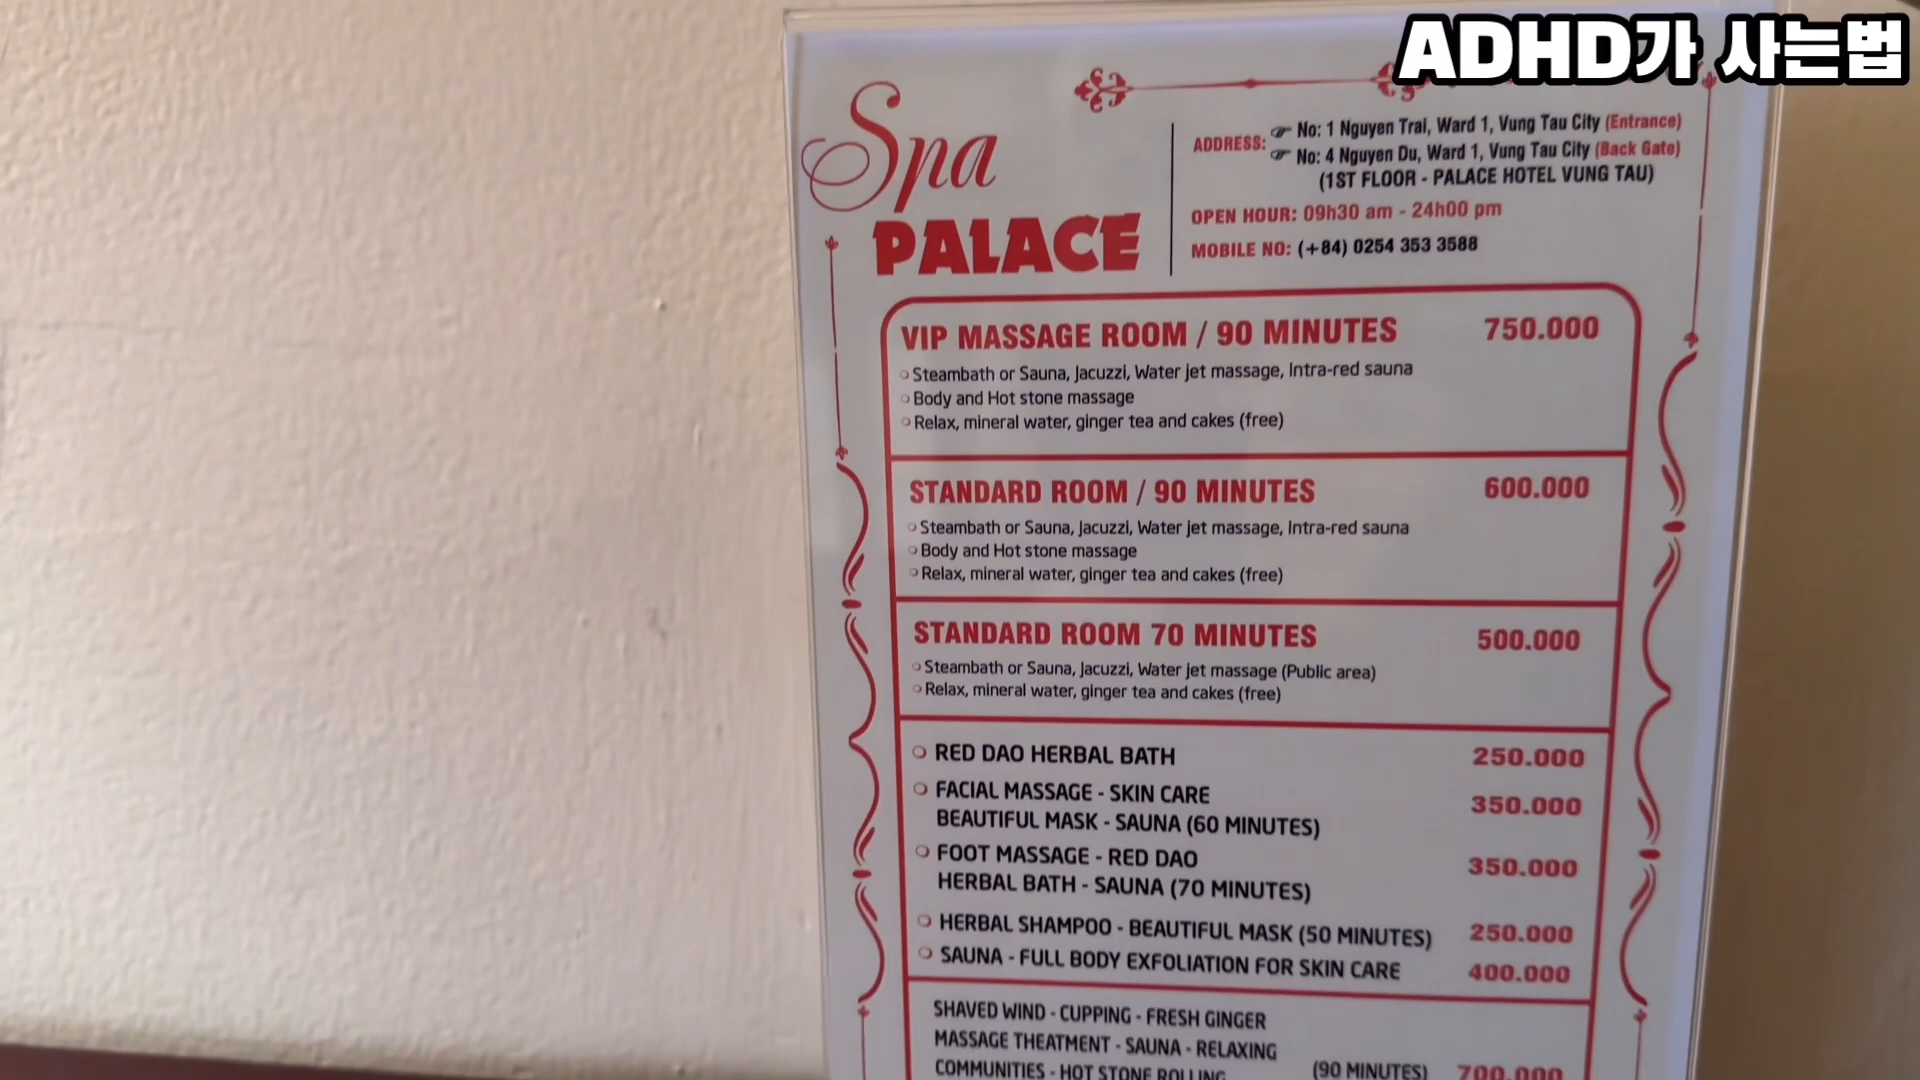 ADHD가 사는법
Spa
PALACE
ADDRESS: ☞ No: 1 Nguyen Trai, Ward 1, Vung Tau City (Entrance)
☞ No: 4 Nguyen Du, Ward 1, Vung Tau City (Back Gate)
(1ST FLOOR - PALACE HOTEL VUNG TAU)
OPEN HOUR: 09h30 am - 24h00 pm
MOBILE NO: (+84) 0254 353 3588
VIP MASSAGE ROOM / 90 MINUTES 750.000
Steambath or Sauna, Jacuzzi, Water jet massage, Intra-red sauna
Body and Hot stone massage
Relax, mineral water, ginger tea and cakes (free)
STANDARD ROOM / 90 MINUTES 600.000
Steambath or Sauna, Jacuzzi, Water jet massage, Intra-red sauna
Body and Hot stone massage
Relax, mineral water, ginger tea and cakes (free)
STANDARD ROOM 70 MINUTES 500.000
Steambath or Sauna, Jacuzzi, Water jet massage (Public area)
Relax, mineral water, ginger tea and cakes (free)
RED DAO HERBAL BATH 250.000
FACIAL MASSAGE - SKIN CARE
BEAUTIFUL MASK - SAUNA (60 MINUTES) 350.000
FOOT MASSAGE - RED DAO
HERBAL BATH - SAUNA (70 MINUTES) 350.000
HERBAL SHAMPOO - BEAUTIFUL MASK (50 MINUTES) 250.000
SAUNA - FULL BODY EXFOLIATION FOR SKIN CARE 400.000
SHAVED WIND - CUPPING - FRESH GINGER
MASSAGE THEATMENT - SAUNA - RELAXING
COMMUNITIES - HOT STONE ROLLING (90 MINUTES) 700.000